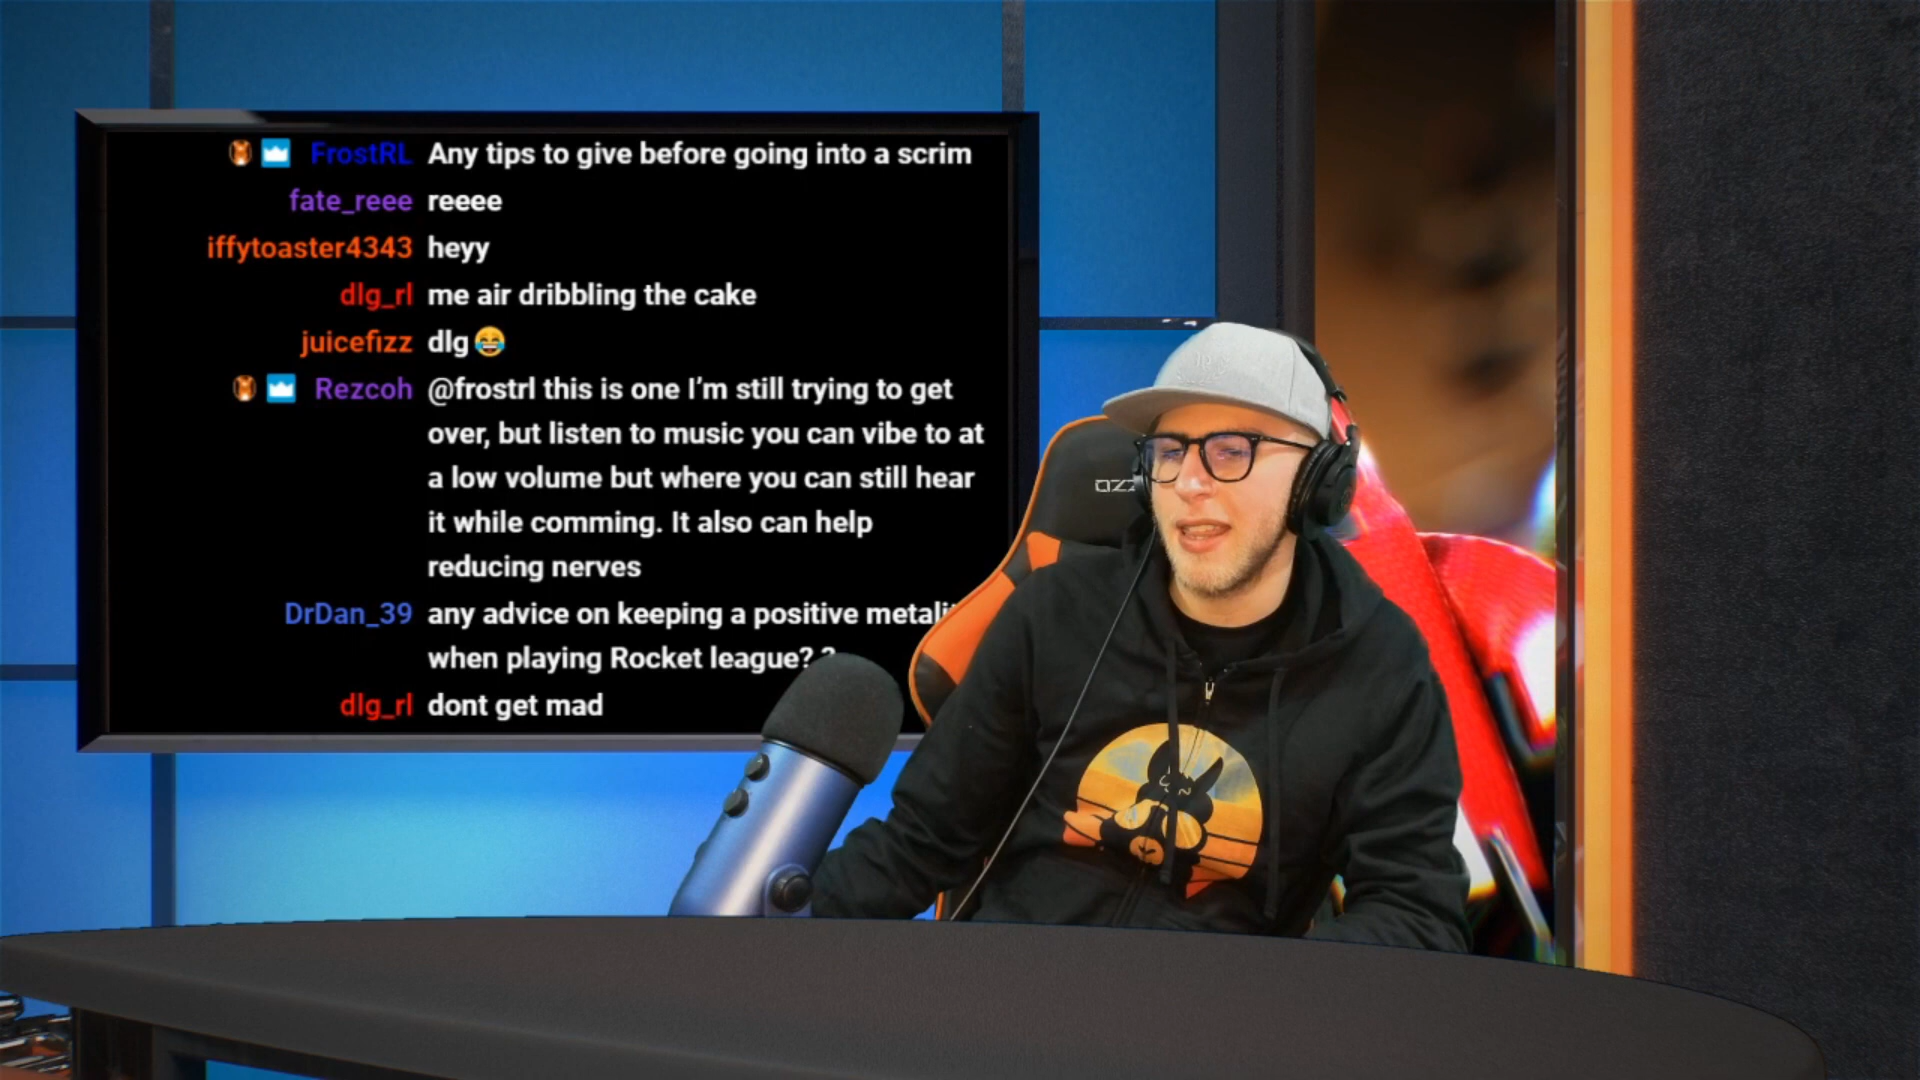 FrostRL Any tips to give before going into a scrim
fate_reee reeee
iffytoaster4343 heyy
dlg_rl me air dribbling the cake
juicefizz dlg😂
Rezcoh @frostrl this is one I’m still trying to get
over, but listen to music you can vibe to at
a low volume but where you can still hear
it while comming. It also can help
reducing nerves
DrDan_39 any advice on keeping a positive
when playing Rocket league? ?
dlg_rl dont get mad